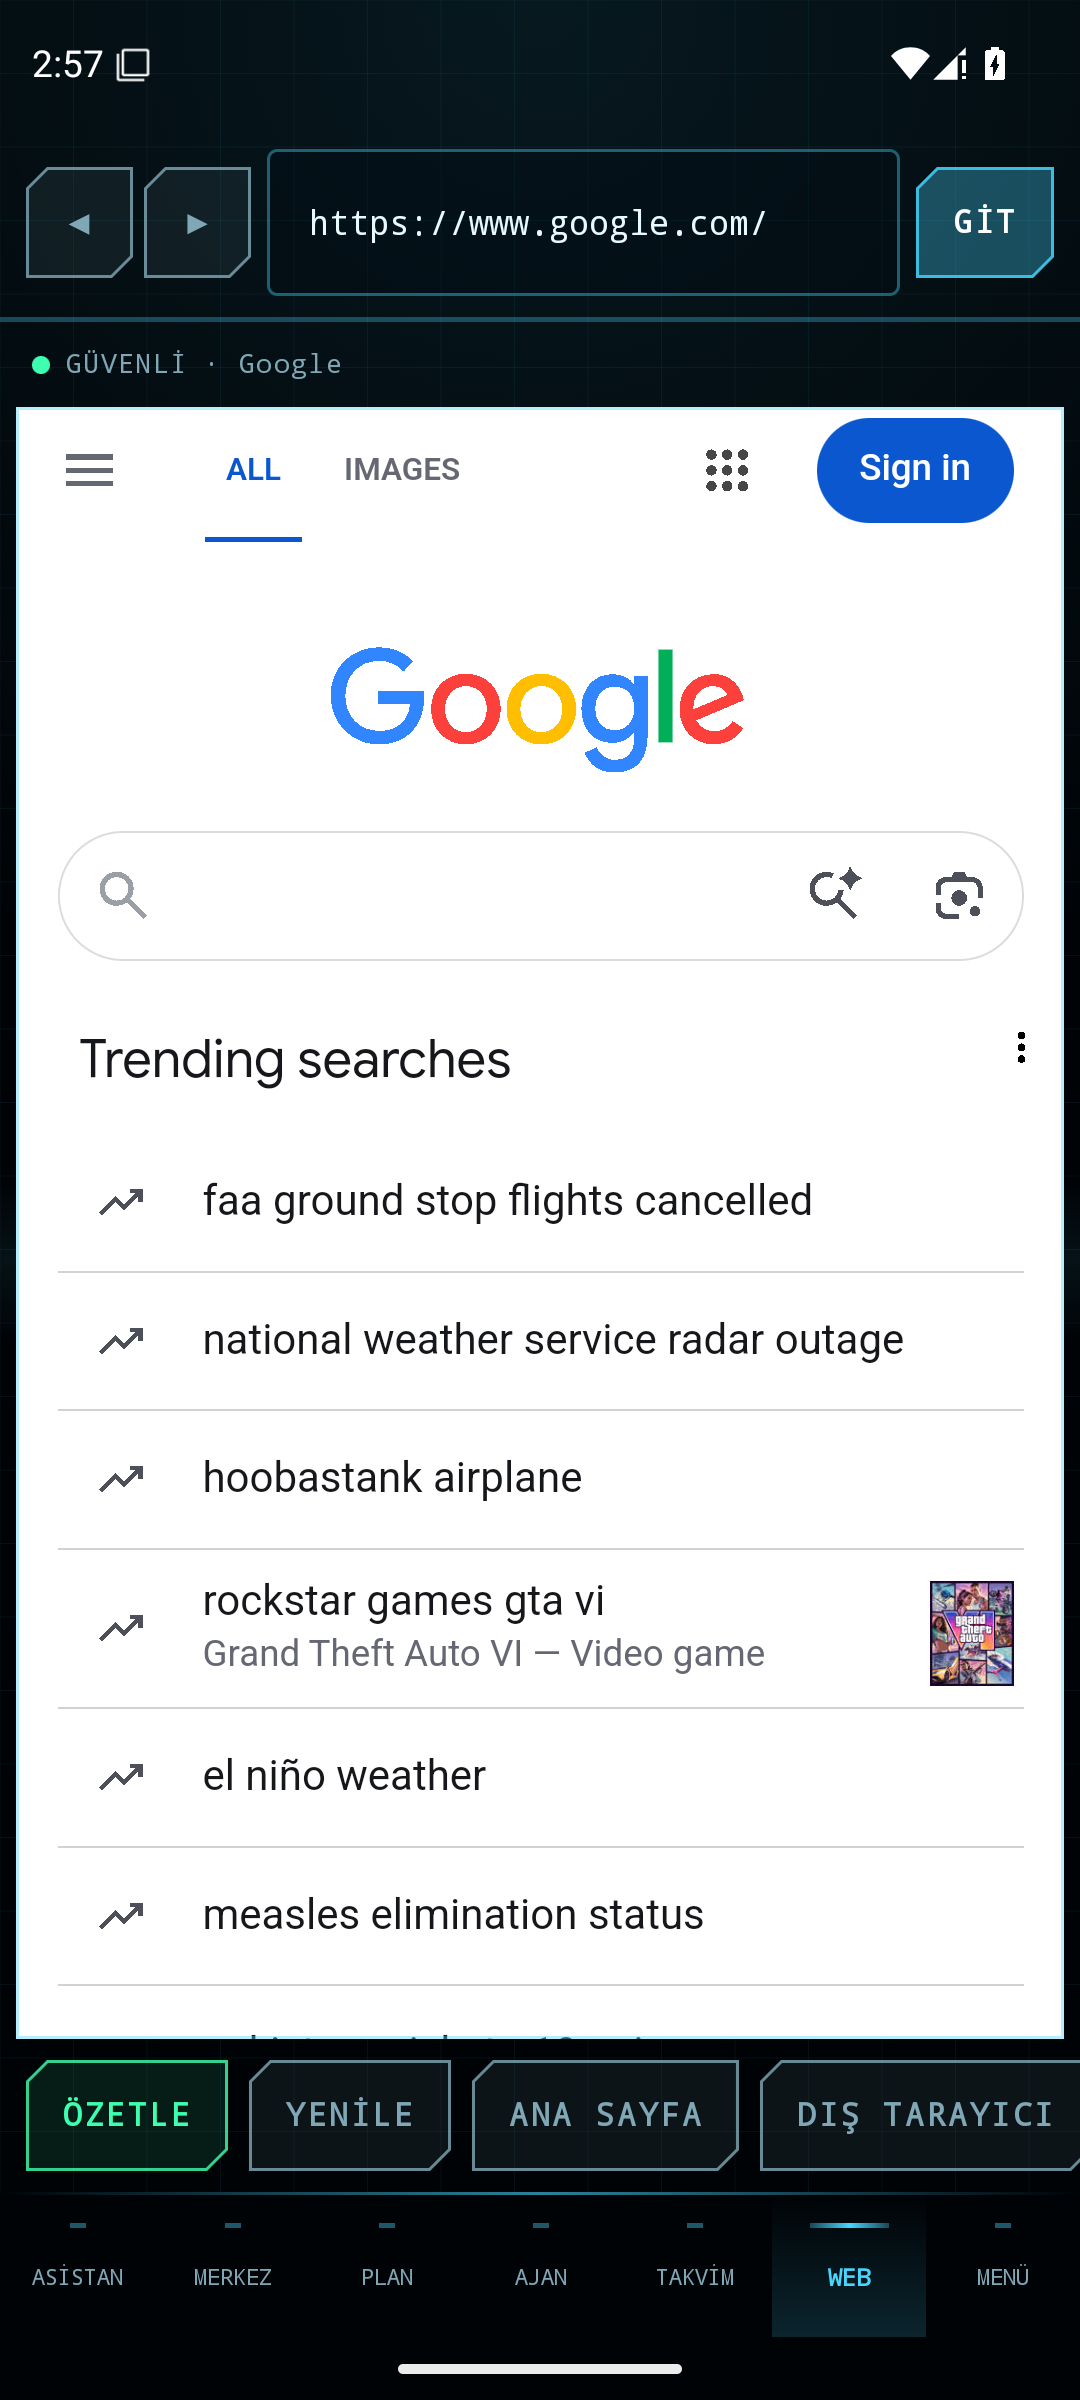 2:57
https://www.google.com/
GİT
GÜVENLİ · Google
ALL IMAGES
Sign in
Google
Trending searches
faa ground stop flights cancelled
national weather service radar outage
hoobastank airplane
rockstar games gta vi
Grand Theft Auto VI — Video game
grand
theft
auto
el niño weather
measles elimination status
ÖZETLE YENİLE ANA SAYFA DIŞ TARAYICI
ASİSTAN MERKEZ PLAN AJAN TAKVİM WEB MENÜ